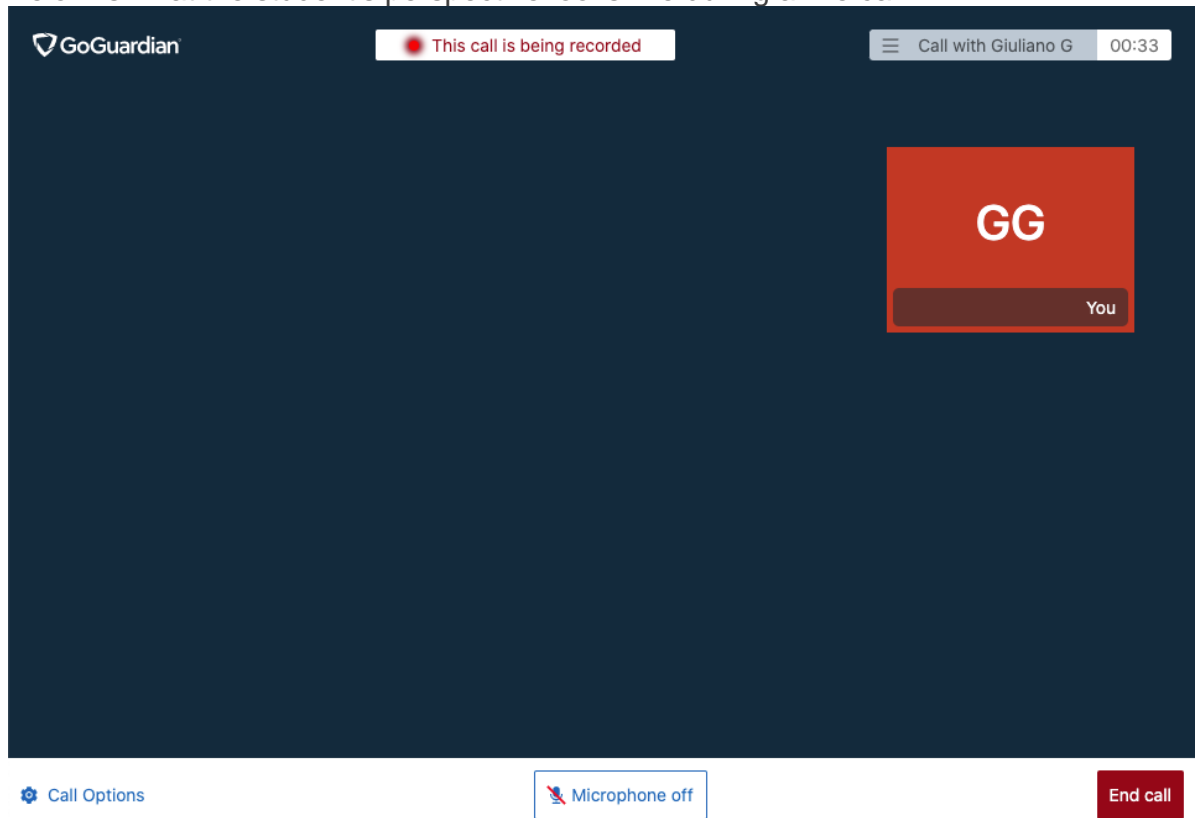 GoGuardian
This call is being recorded
Call with Giuliano G 00:33
GG
You
Call Options
Microphone off
End call